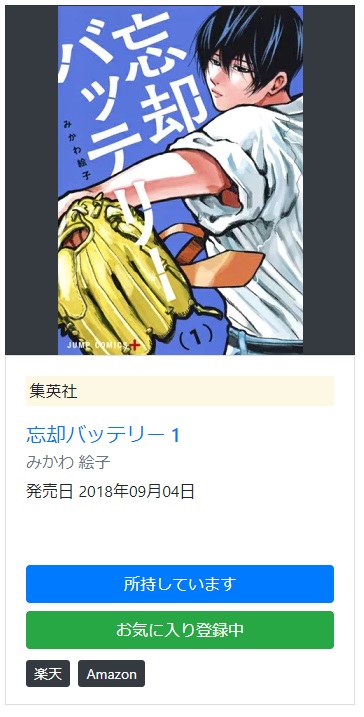 忘却
バッテリー
みかわ絵子
(1)
JUMP COMICS+
集英社
忘却バッテリー 1
みかわ 絵子
発売日 2018年09月04日
所持しています
お気に入り登録中
楽天
Amazon